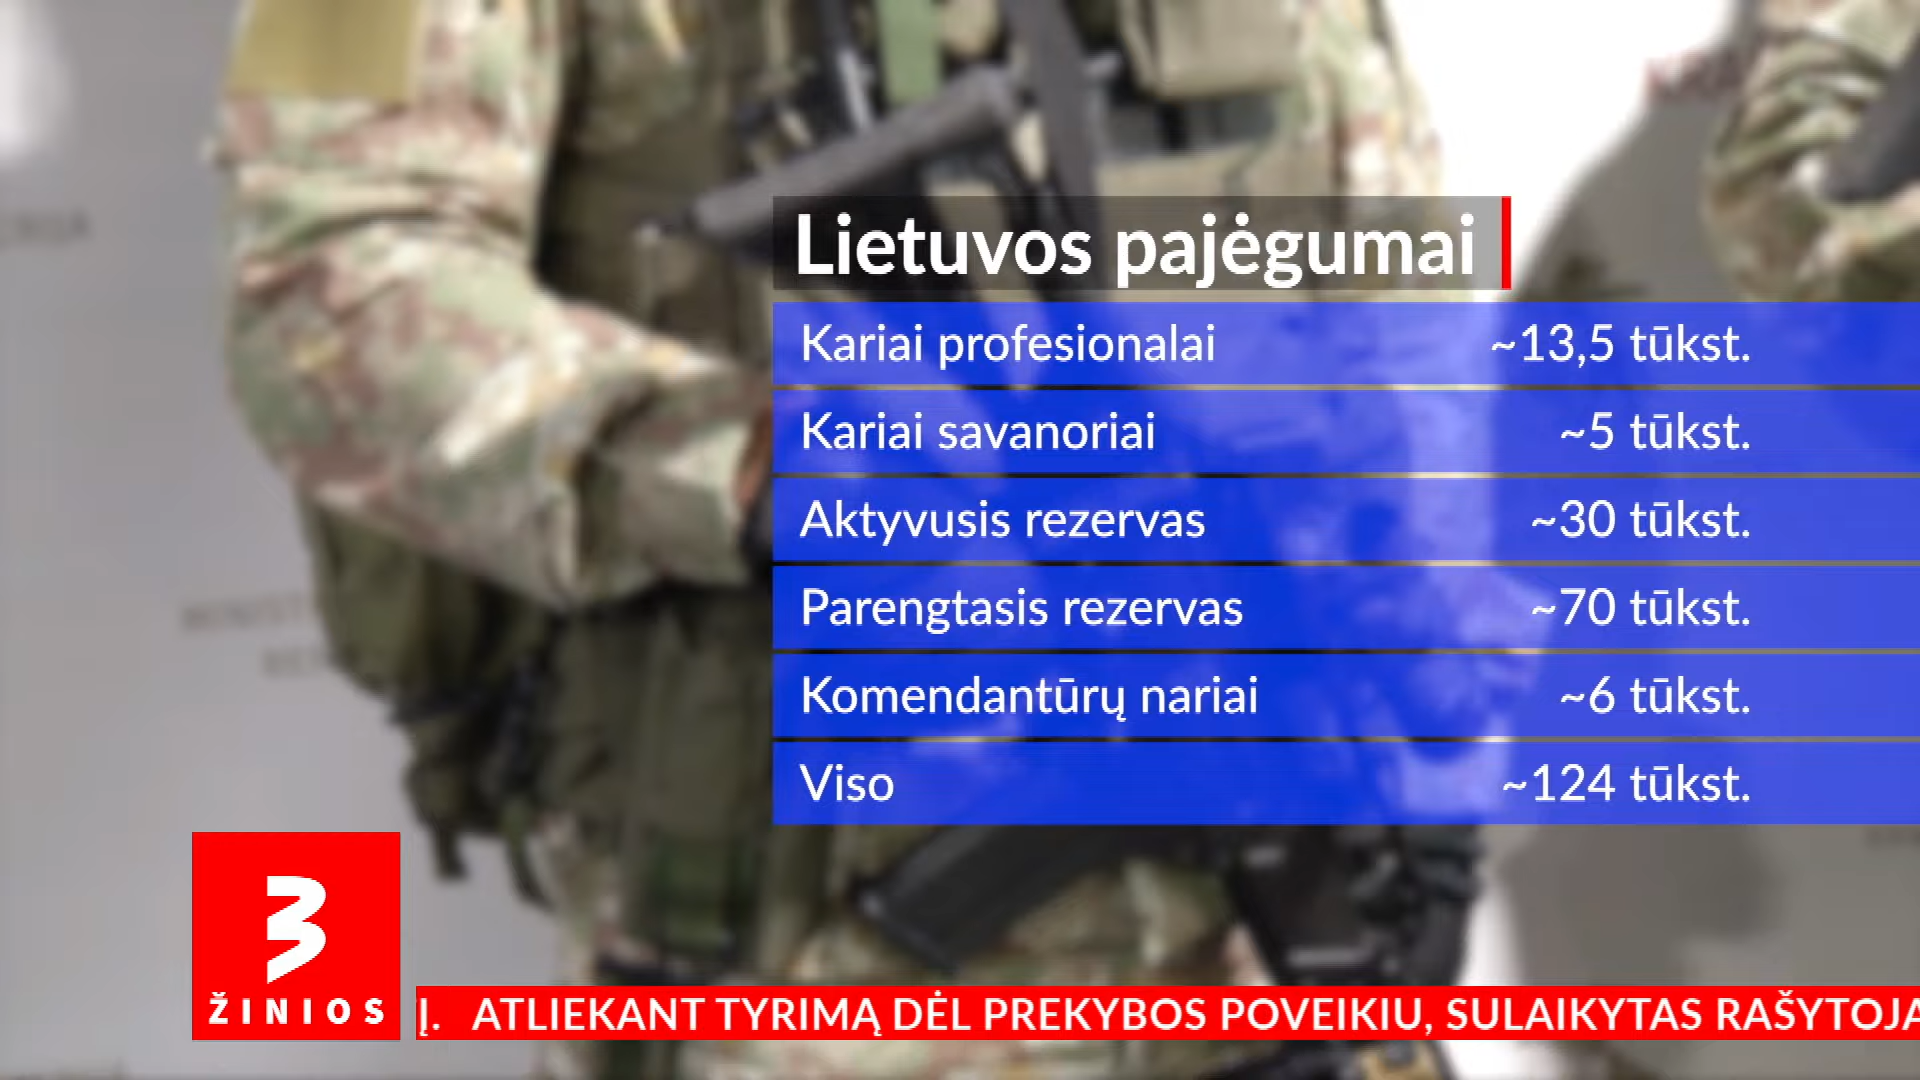 Lietuvos pajėgumai
Kariai profesionalai ~13,5 tūkst.
Kariai savanoriai ~5 tūkst.
Aktyvusis rezervas ~30 tūkst.
Parengtasis rezervas ~70 tūkst.
Komendantūrų nariai ~6 tūkst.
Viso ~124 tūkst.
3
ŽINIOS
Į. ATLIEKANT TYRIMĄ DĖL PREKYBOS POVEIKIU, SULAIKYTAS RAŠYTOJA